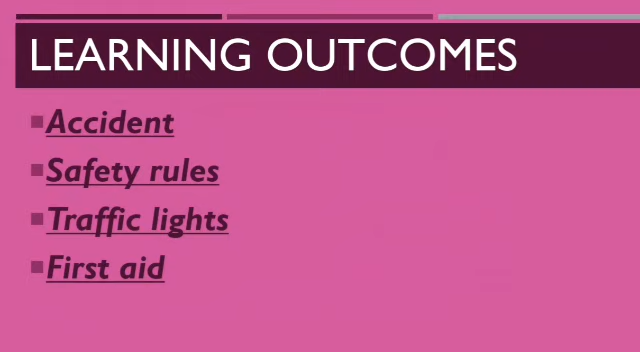 LEARNING OUTCOMES
Accident
Safety rules
Traffic lights
First aid